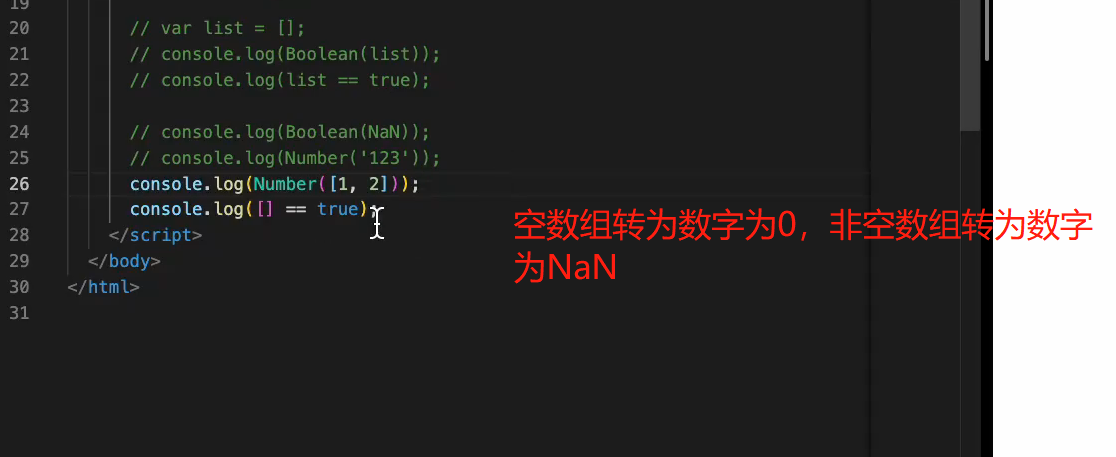 19
20 // var list = [];
21 // console.log(Boolean(list));
22 // console.log(list == true);
23
24 // console.log(Boolean(NaN));
25 // console.log(Number('123'));
26 console.log(Number([1, 2]));
27 console.log([] == true);
28 </script>
29 </body>
30 </html>
31
空数组转为数字为0，非空数组转为数字
为NaN